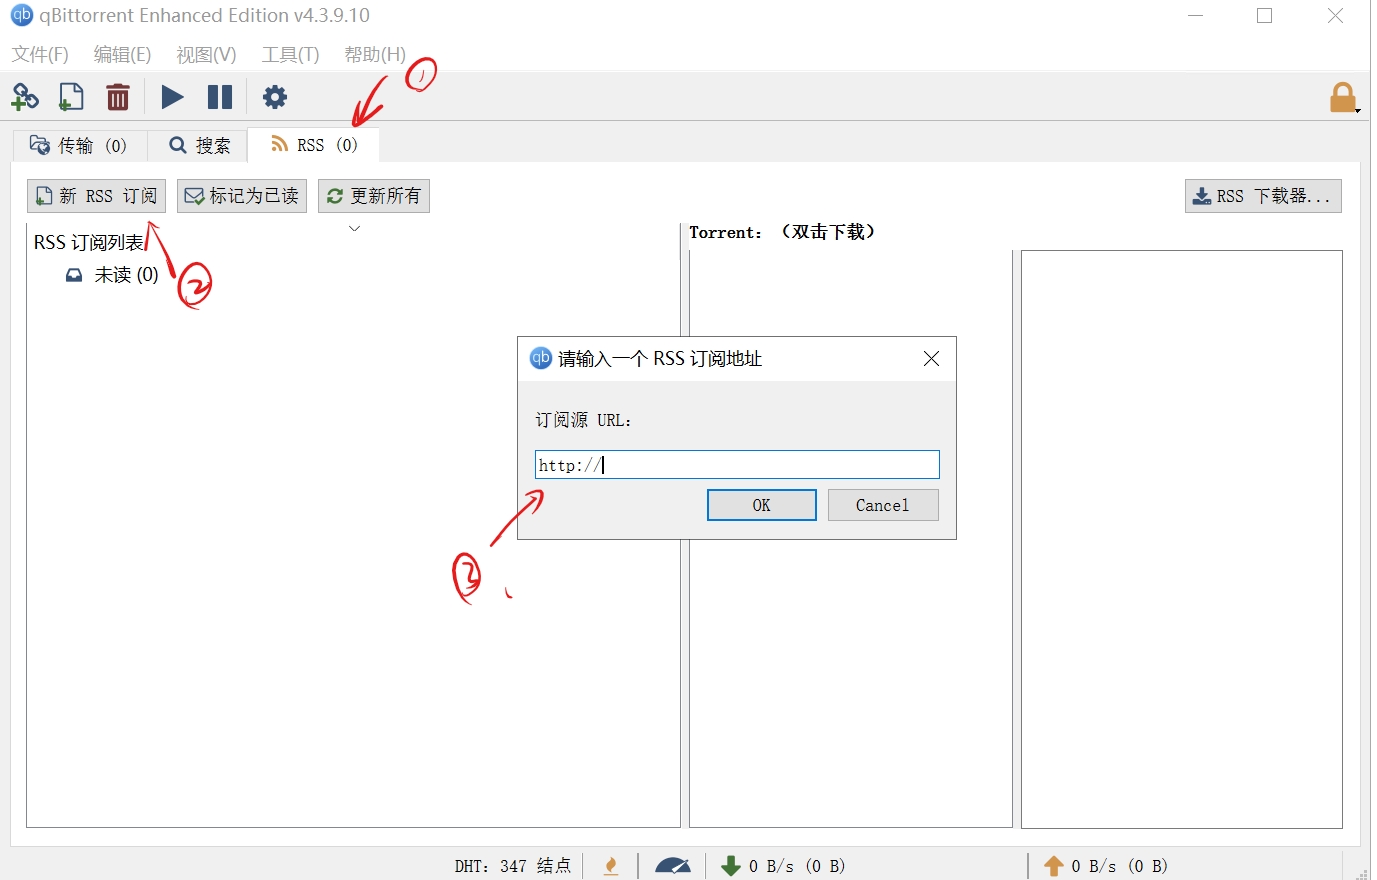 qBittorrent Enhanced Edition v4.3.9.10
文件(F) 编辑(E) 视图(V) 工具(T) 帮助(H)
①
传输 (0) 搜索 RSS (0)
新 RSS 订阅 标记为已读 更新所有 RSS 下载器...
RSS 订阅列表
Torrent: （双击下载）
未读 (0)
②
qb 请输入一个 RSS 订阅地址
订阅源 URL:
http://
OK Cancel
③
DHT: 347 结点 0 B/s (0 B) 0 B/s (0 B)